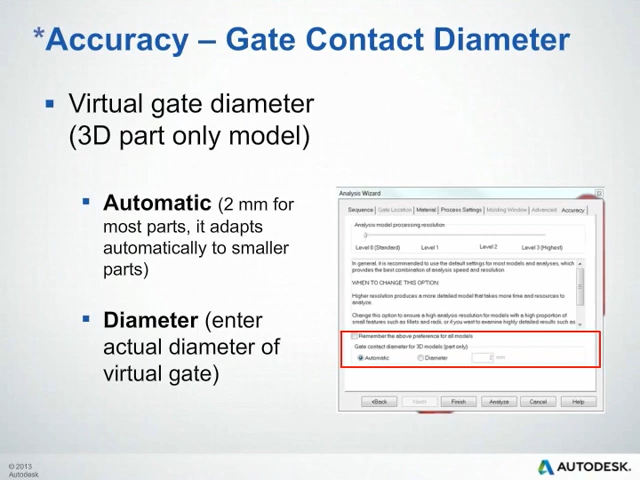 *Accuracy – Gate Contact Diameter
Virtual gate diameter
(3D part only model)
Automatic (2 mm for
most parts, it adapts
automatically to smaller
parts)
Diameter (enter
actual diameter of
virtual gate)
Analysis Wizard
Sequence Gate Location Material Process Settings Molding Window Advanced Accuracy
Analysis model processing resolution
Level 0 (Standard) Level 1 Level 2 Level 3 (Highest)
In general, it is recommended to use the default settings for most models and analyses, which
provides the best combination of analysis speed and resolution.
WHEN TO CHANGE THIS OPTION:
Higher resolution produces a more detailed model that takes more time and resources to
analyze.
Change this option to ensure a high analysis resolution for models with a high proportion of
small features such as fillets and radii, or if you want to examine highly detailed results such as
Remember the above preference for all models
Gate contact diameter for 3D models (part only)
Automatic Diameter 2 mm
<Back Finish Analyze Cancel Help
© 2013
Autodesk
AUTODESK.